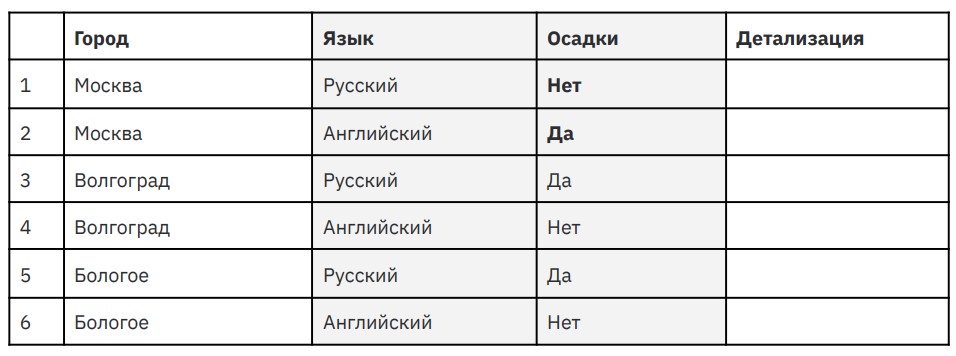 Город Язык Осадки Детализация
1 Москва Русский Нет
2 Москва Английский Да
3 Волгоград Русский Да
4 Волгоград Английский Нет
5 Бологое Русский Да
6 Бологое Английский Нет